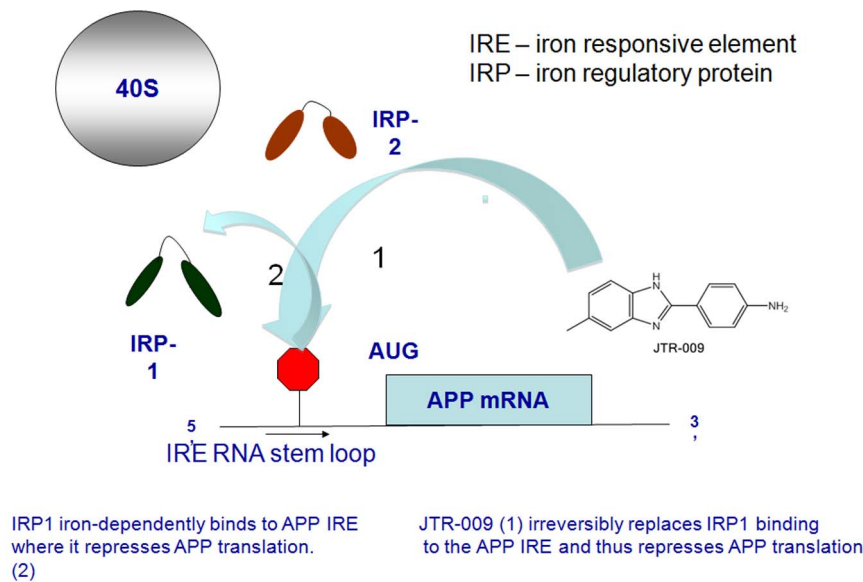 IRE – iron responsive element
IRP – iron regulatory protein
40S
IRP-
2
1
2
IRP-
1
H
N
N
NH₂
JTR-009
AUG
APP mRNA
5,
3,
IRE RNA stem loop
IRP1 iron-dependently binds to APP IRE
where it represses APP translation.
(2)
JTR-009 (1) irreversibly replaces IRP1 binding
to the APP IRE and thus represses APP translation